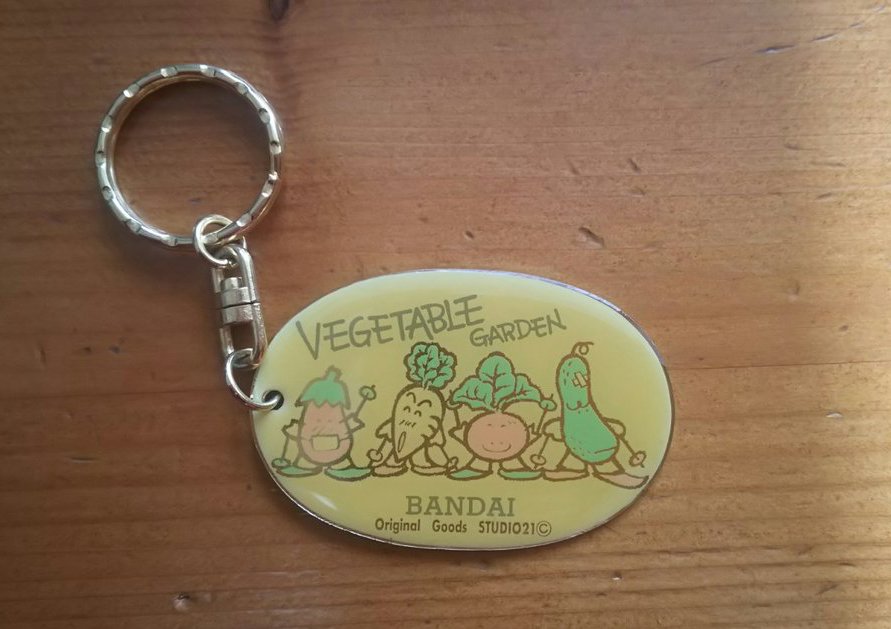 VEGETABLE GARDEN
BANDAI
Original Goods STUDIO21©